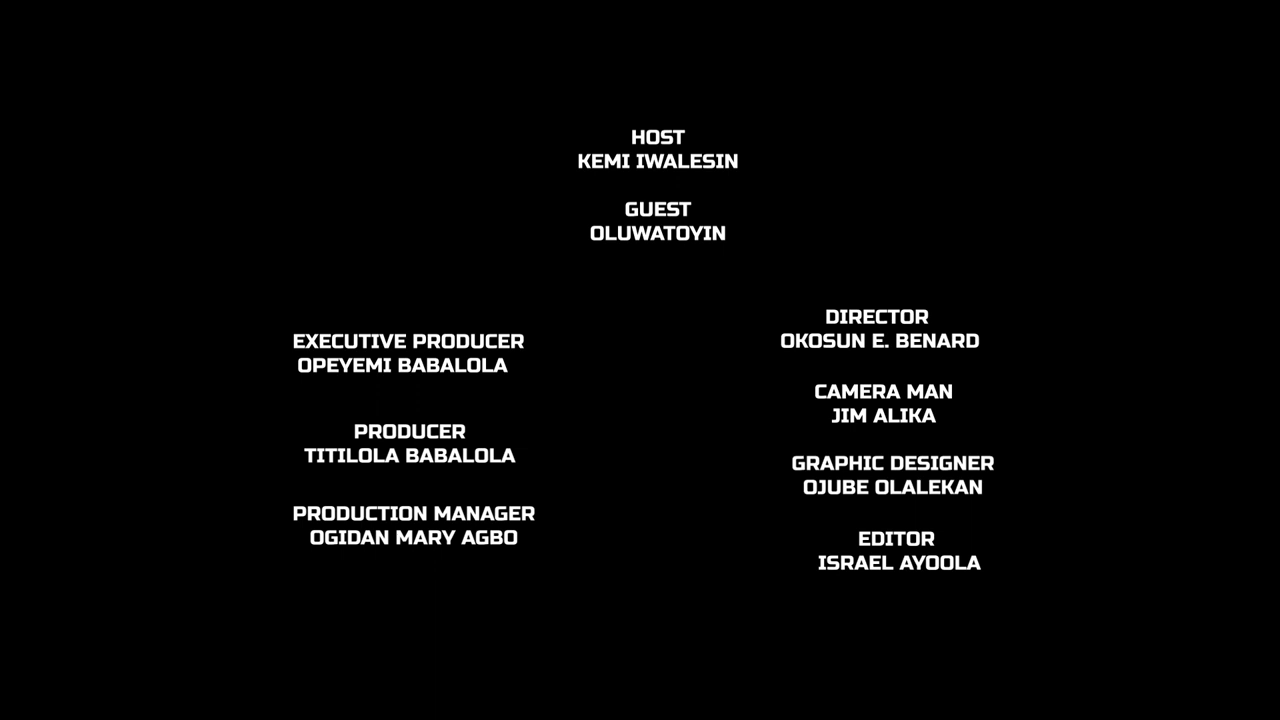 HOST
KEMI IWALESIN
GUEST
OLUWATOYIN
EXECUTIVE PRODUCER
OPEYEMI BABALOLA
PRODUCER
TITILOLA BABALOLA
PRODUCTION MANAGER
OGIDAN MARY AGBO
DIRECTOR
OKOSUN E. BENARD
CAMERA MAN
JIM ALIKA
GRAPHIC DESIGNER
OJUBE OLALEKAN
EDITOR
ISRAEL AYOOLA